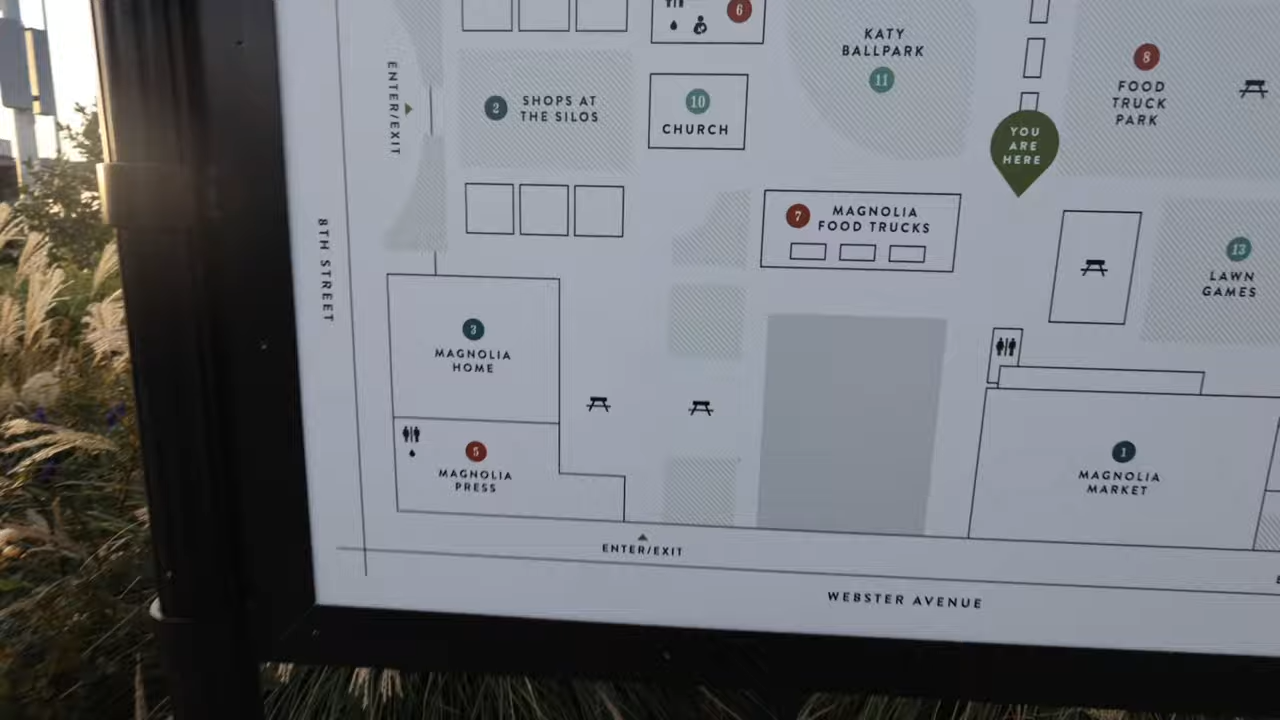 6
KATY
BALLPARK
11
8
FOOD
TRUCK
PARK
ENTER/EXIT
2
SHOPS AT
THE SILOS
10
CHURCH
YOU
ARE
HERE
7
MAGNOLIA
FOOD TRUCKS
13
LAWN
GAMES
8TH STREET
3
MAGNOLIA
HOME
5
MAGNOLIA
PRESS
1
MAGNOLIA
MARKET
ENTER/EXIT
WEBSTER AVENUE